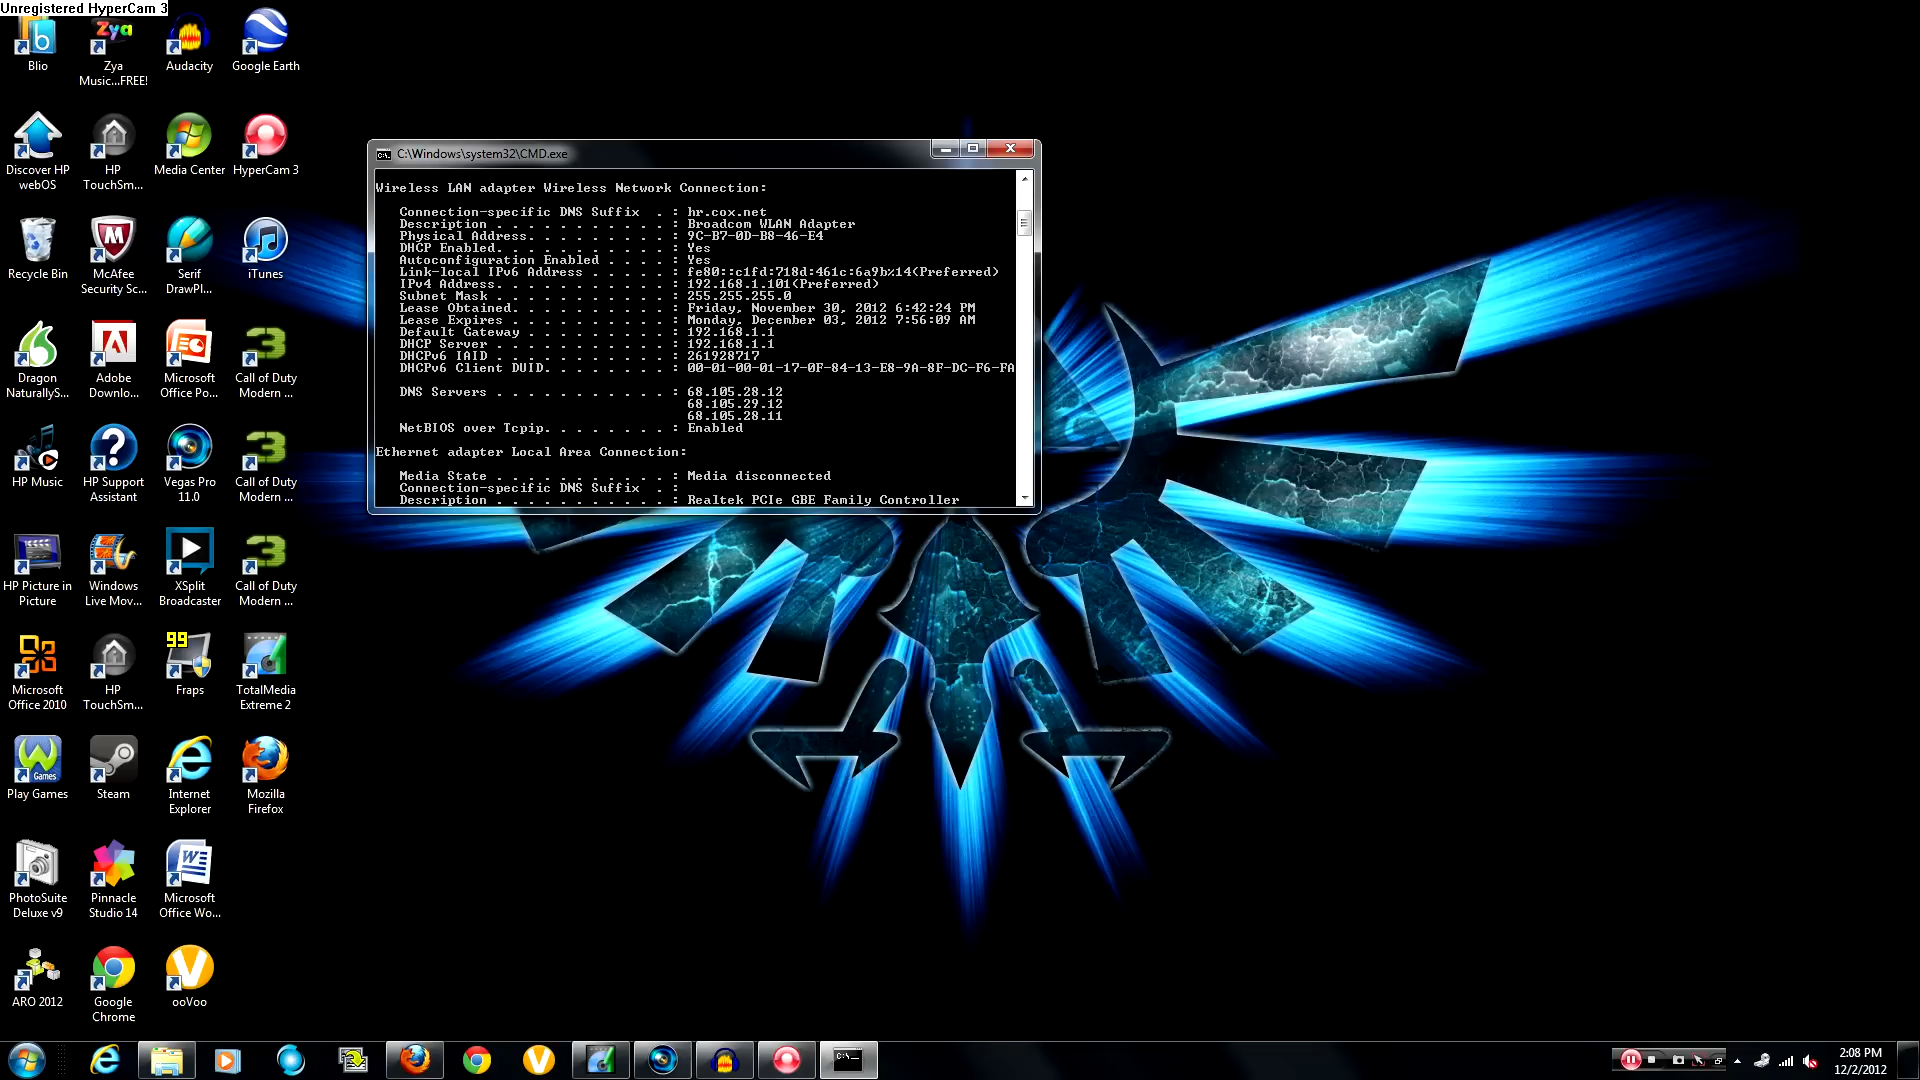 Unregistered HyperCam 3
Blio
Zya
Music...FREE!
Audacity
Google Earth
Discover HP
webOS
HP
TouchSm...
Media Center
HyperCam 3
Recycle Bin
McAfee
Security Sc...
Serif
DrawPl...
iTunes
Dragon
NaturallyS...
Adobe
Downlo...
Microsoft
Office Po...
Call of Duty
Modern ...
HP Music
HP Support
Assistant
Vegas Pro
11.0
Call of Duty
Modern ...
HP Picture in
Picture
Windows
Live Mov...
XSplit
Broadcaster
Call of Duty
Modern ...
99
Microsoft
Office 2010
HP
TouchSm...
Fraps
TotalMedia
Extreme 2
Games
Play Games
Steam
Internet
Explorer
Mozilla
Firefox
PhotoSuite
Deluxe v9
Pinnacle
Studio 14
Microsoft
Office Wo...
ARO 2012
Google
Chrome
ooVoo
C:\Windows\system32\CMD.exe
Wireless LAN adapter Wireless Network Connection:
Connection-specific DNS Suffix . : hr.cox.net
Description . . . . . . . . . . . : Broadcom WLAN Adapter
Physical Address. . . . . . . . . : 9C-B7-0D-B8-46-E4
DHCP Enabled. . . . . . . . . . . : Yes
Autoconfiguration Enabled . . . . : Yes
Link-local IPv6 Address . . . . . : fe80::c1fd:718d:461c:6a9b%14(Preferred)
IPv4 Address. . . . . . . . . . . : 192.168.1.101(Preferred)
Subnet Mask . . . . . . . . . . . : 255.255.255.0
Lease Obtained. . . . . . . . . . : Friday, November 30, 2012 6:42:24 PM
Lease Expires . . . . . . . . . . : Monday, December 03, 2012 7:56:09 AM
Default Gateway . . . . . . . . . : 192.168.1.1
DHCP Server . . . . . . . . . . . : 192.168.1.1
DHCPv6 IAID . . . . . . . . . . . : 261928717
DHCPv6 Client DUID. . . . . . . . : 00-01-00-01-17-0F-84-13-E8-9A-8F-DC-F6-FA
DNS Servers . . . . . . . . . . . : 68.105.28.12
68.105.29.12
68.105.28.11
NetBIOS over Tcpip. . . . . . . . : Enabled
Ethernet adapter Local Area Connection:
Media State . . . . . . . . . . . : Media disconnected
Connection-specific DNS Suffix . :
Description . . . . . . . . . . . : Realtek PCIe GBE Family Controller
2:08 PM
12/2/2012